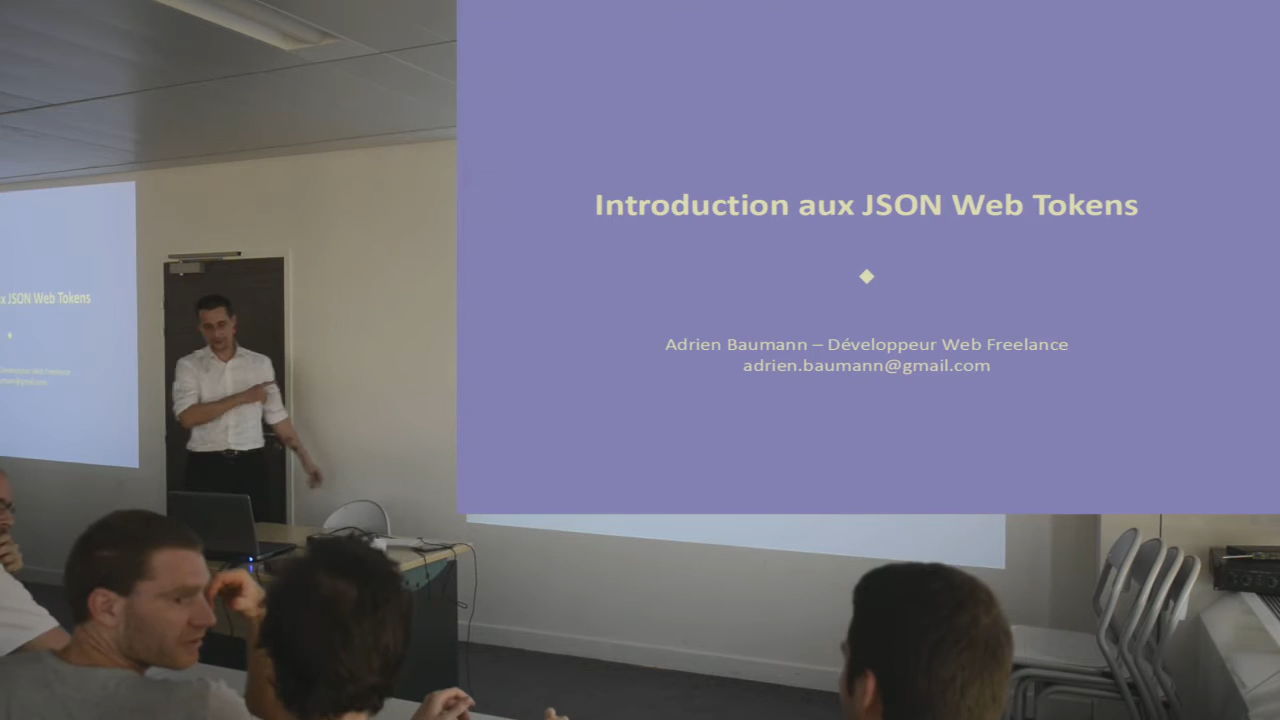 Introduction aux JSON Web Tokens
Adrien Baumann – Développeur Web Freelance
adrien.baumann@gmail.com
JSON Web Tokens